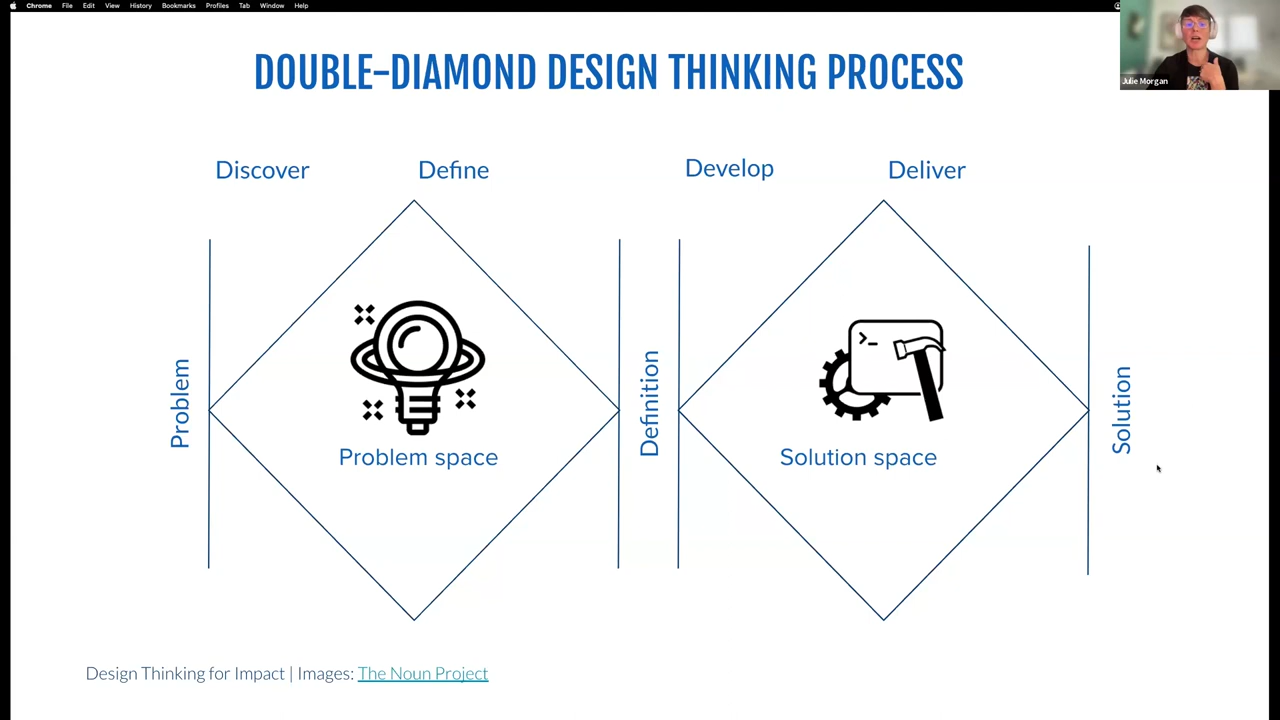 Chrome File Edit View History Bookmarks Profiles Tab Window Help
DOUBLE-DIAMOND DESIGN THINKING PROCESS
Julie Morgan
Discover Define Develop Deliver
Problem
Problem space
Definition
>_
Solution space
Solution
Design Thinking for Impact | Images: The Noun Project